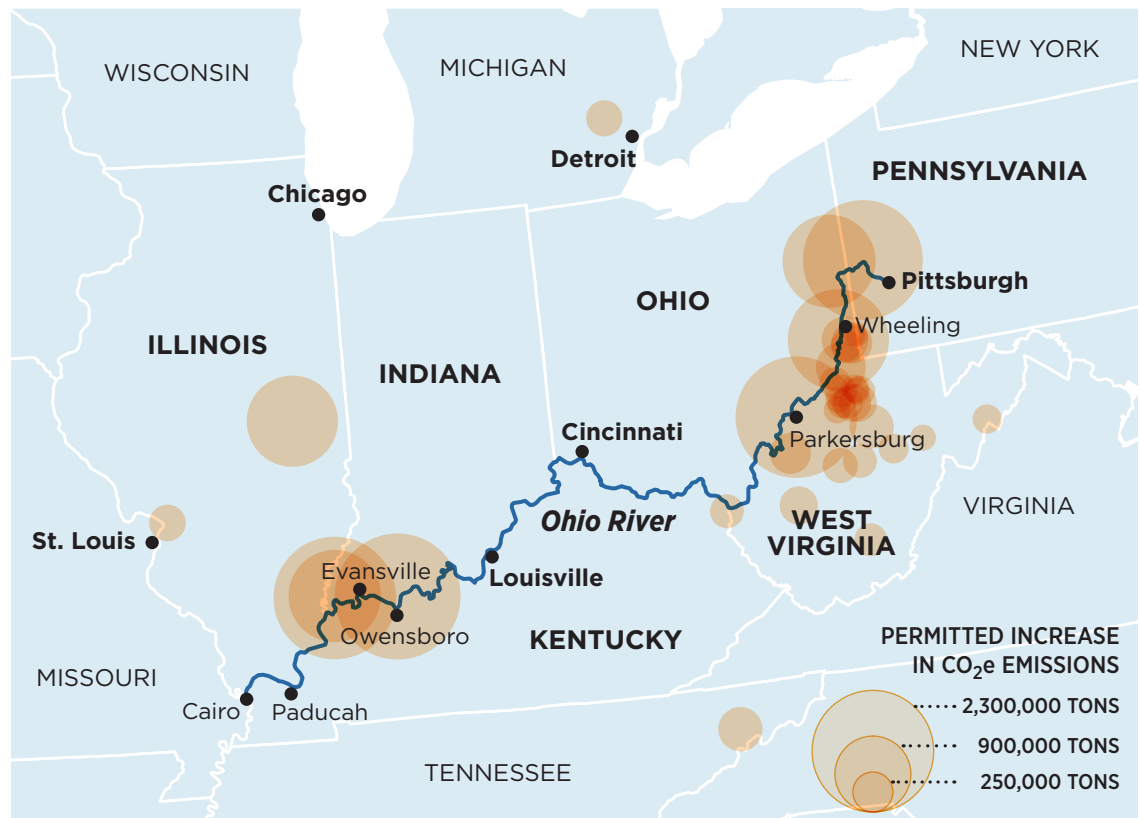 WISCONSIN
MICHIGAN
NEW YORK
Detroit
PENNSYLVANIA
Chicago
Pittsburgh
OHIO
Wheeling
ILLINOIS
INDIANA
Cincinnati
Parkersburg
Ohio River
WEST
VIRGINIA
VIRGINIA
St. Louis
Evansville
Louisville
Owensboro
KENTUCKY
MISSOURI
Cairo
Paducah
TENNESSEE
PERMITTED INCREASE
IN CO₂e EMISSIONS
2,300,000 TONS
900,000 TONS
250,000 TONS